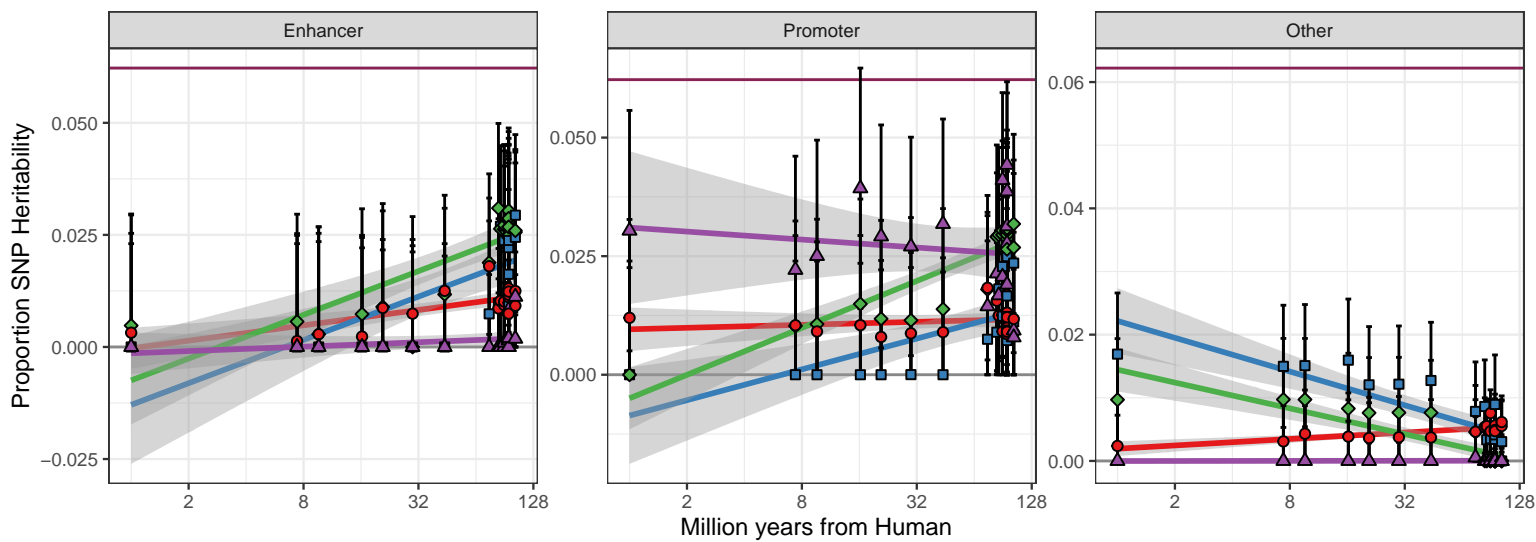 Enhancer
Promoter
Other
Proportion SNP Heritability
0.050
0.025
0.000
−0.025
0.050
0.025
0.000
0.06
0.04
0.02
0.00
2 8 32 128
2 8 32 128
2 8 32 128
Million years from Human